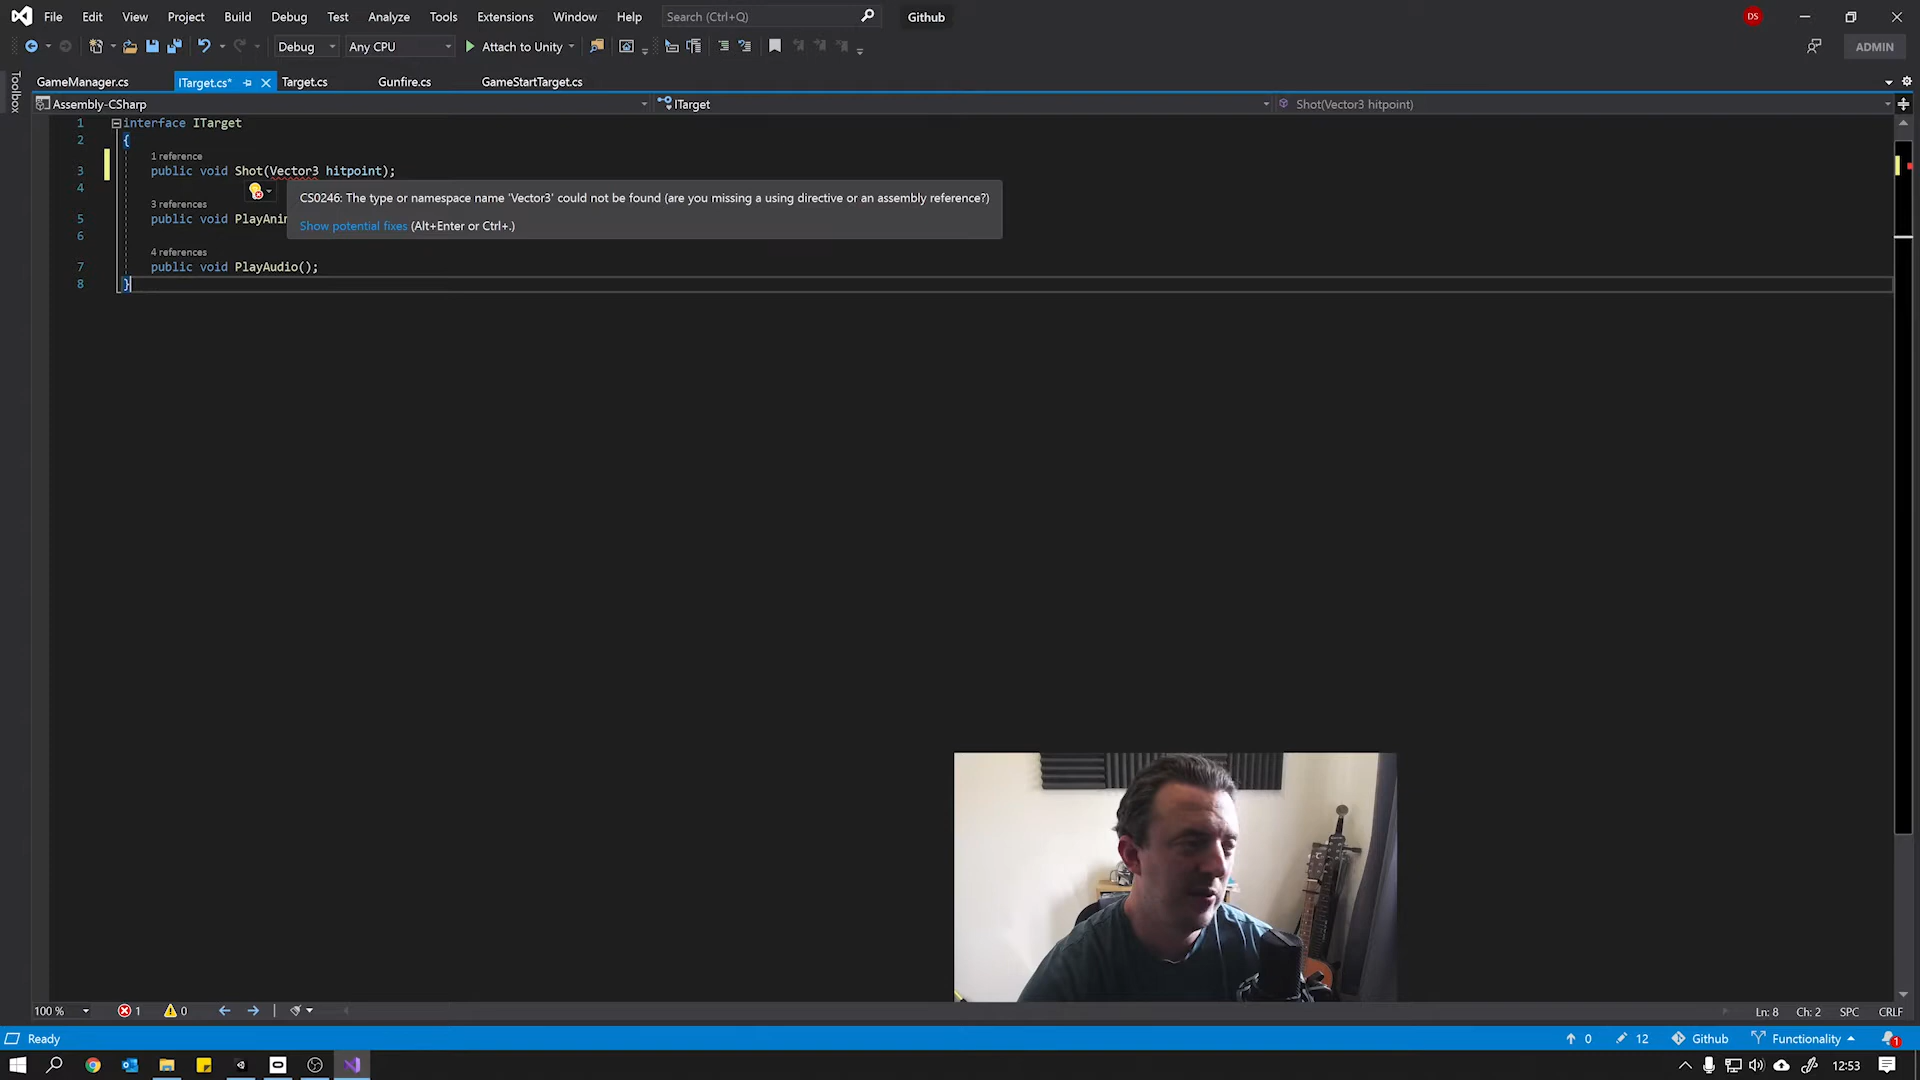 File Edit View Project Build Debug Test Analyze Tools Extensions Window Help Search (Ctrl+Q) Github DS
Debug Any CPU Attach to Unity ADMIN
Toolbox
GameManager.cs ITarget.cs* Target.cs Gunfire.cs GameStartTarget.cs
Assembly-CSharp ITarget Shot(Vector3 hitpoint)
1 interface ITarget
2 {
1 reference
3 public void Shot(Vector3 hitpoint);
4
CS0246: The type or namespace name 'Vector3' could not be found (are you missing a using directive or an assembly reference?)
3 references
5 public void PlayAni
Show potential fixes (Alt+Enter or Ctrl+.)
6
4 references
7 public void PlayAudio();
8 }
100 % 1 0 Ln: 8 Ch: 2 SPC CRLF
Ready 0 12 Github Functionality 1
12:53